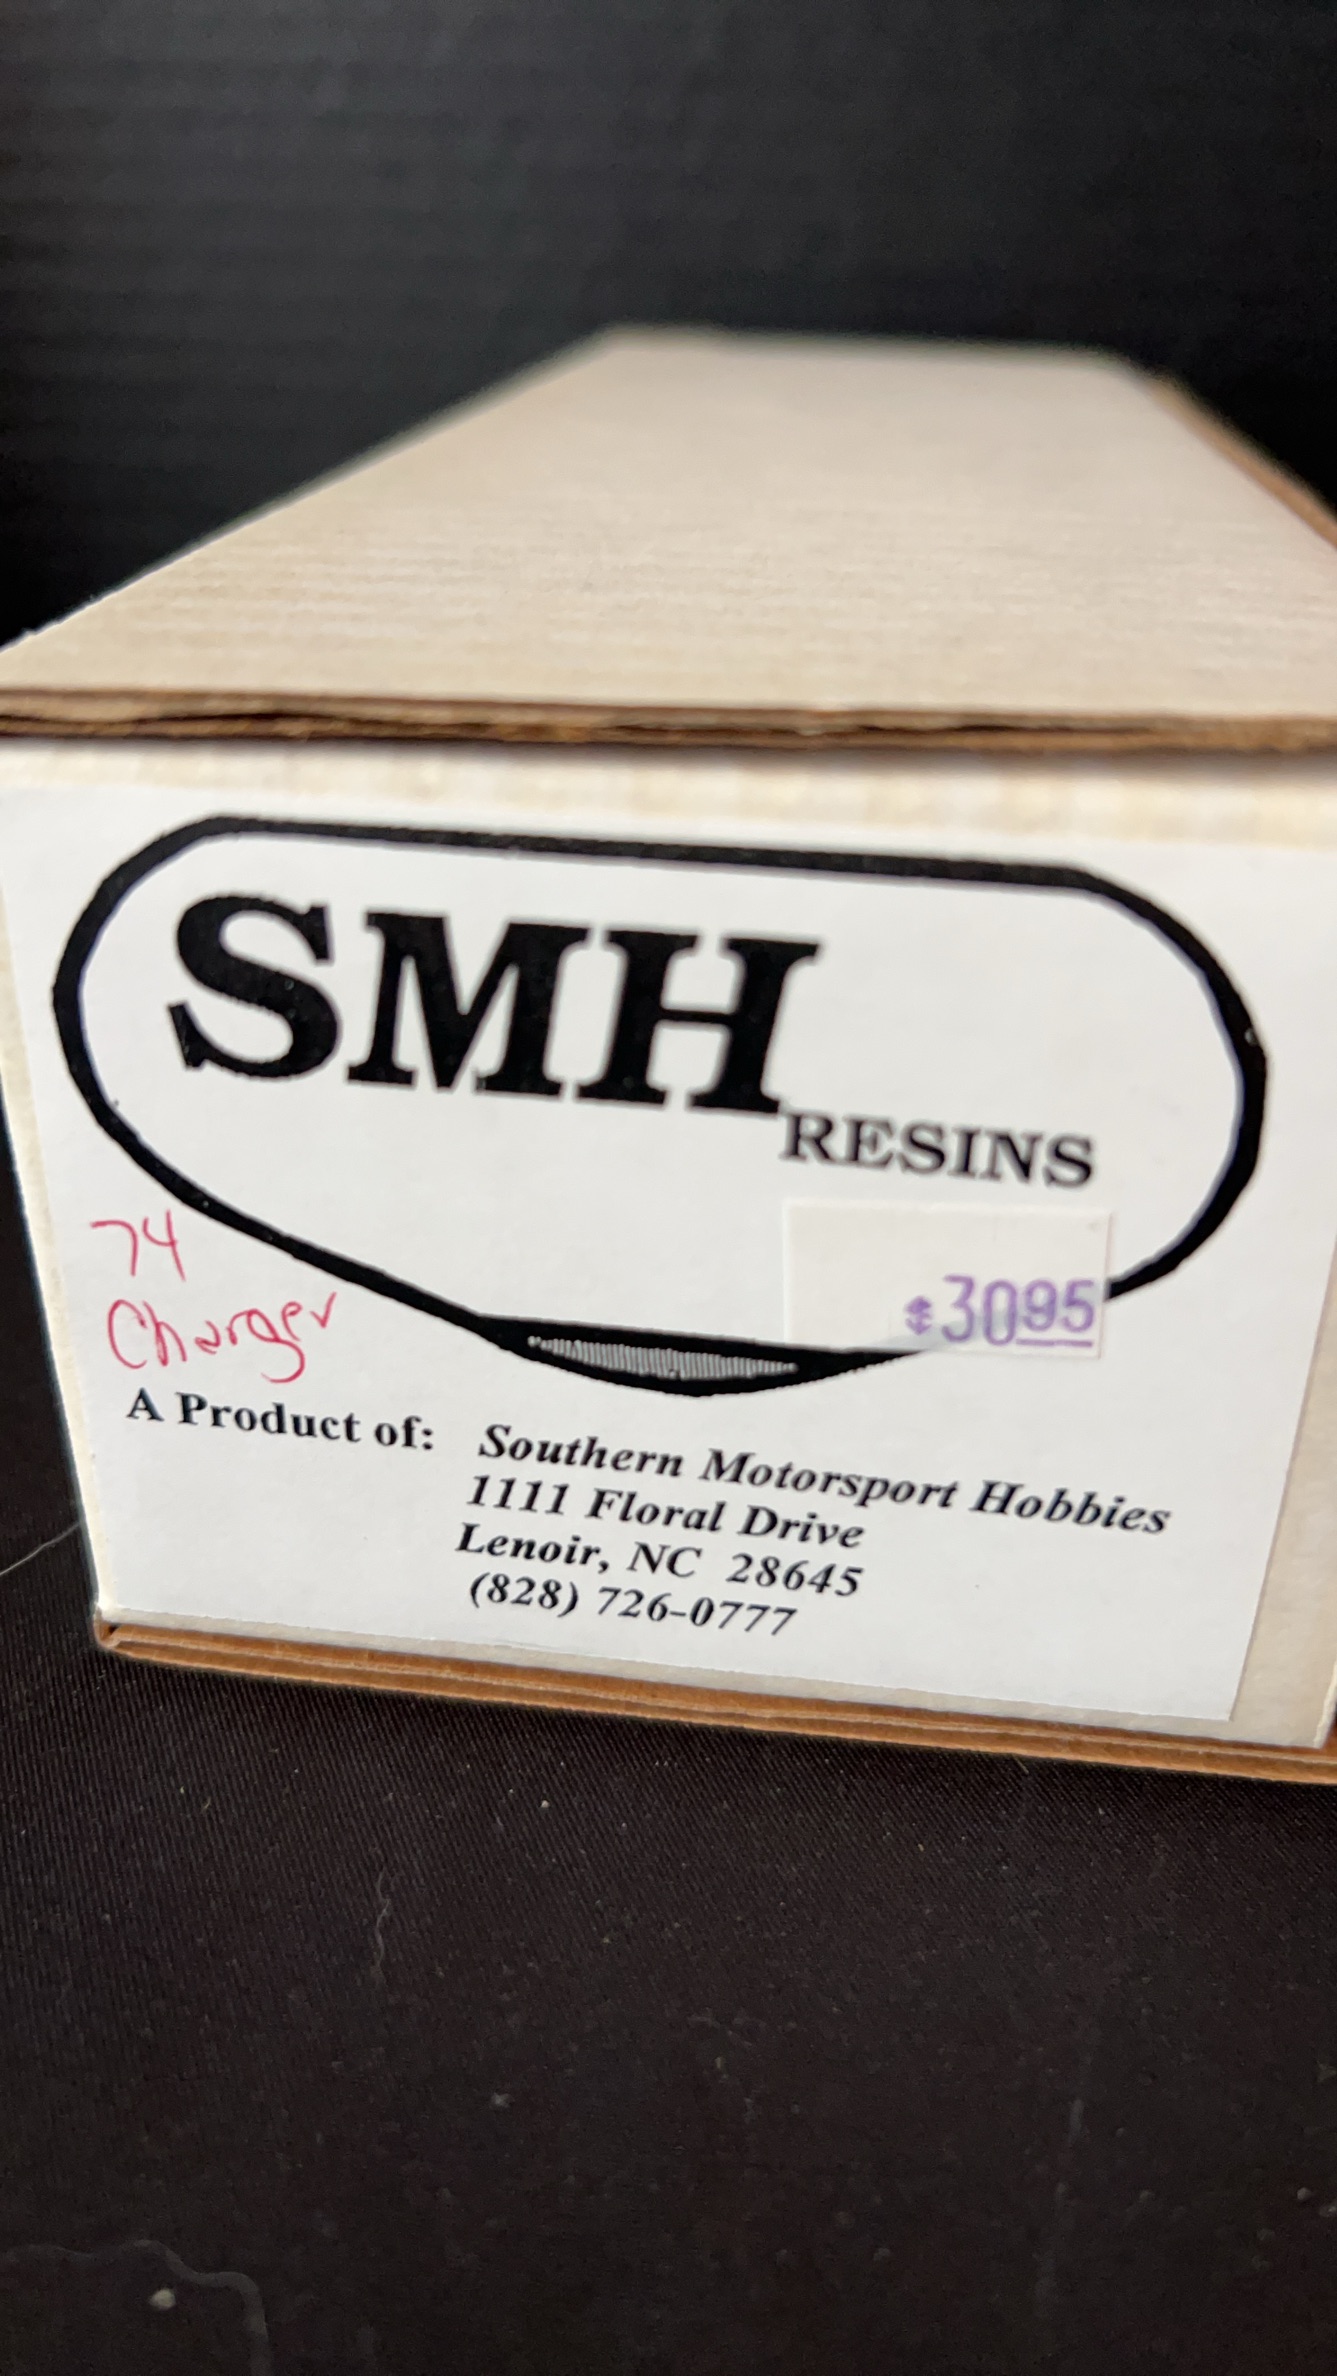 SMH
RESINS
74
Charger
$3095
A Product of: Southern Motorsport Hobbies
1111 Floral Drive
Lenoir, NC 28645
(828) 726-0777